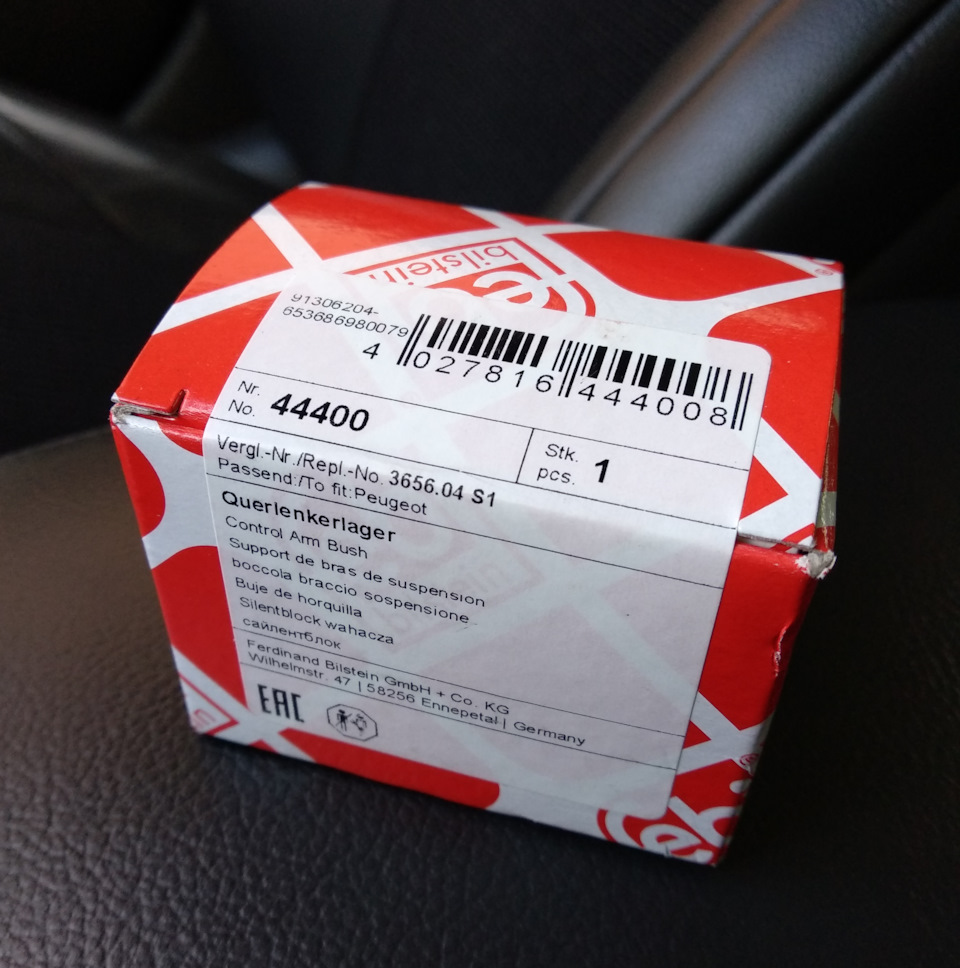 bilstein
91306204-
653686980079
4 027816 444008
Nr.
No. 44400
Stk.
pcs. 1
Vergl.-Nr./Repl.-No. 3656.04 S1
Passend:/To fit:Peugeot
Querlenkerlager
Control Arm Bush
Support de bras de suspension
boccola braccio sospensione
Buje de horquilla
Silentblock wahacza
сайлентблок
Ferdinand Bilstein GmbH + Co. KG
Wilhelmstr. 47 | 58256 Ennepetal | Germany
EAC